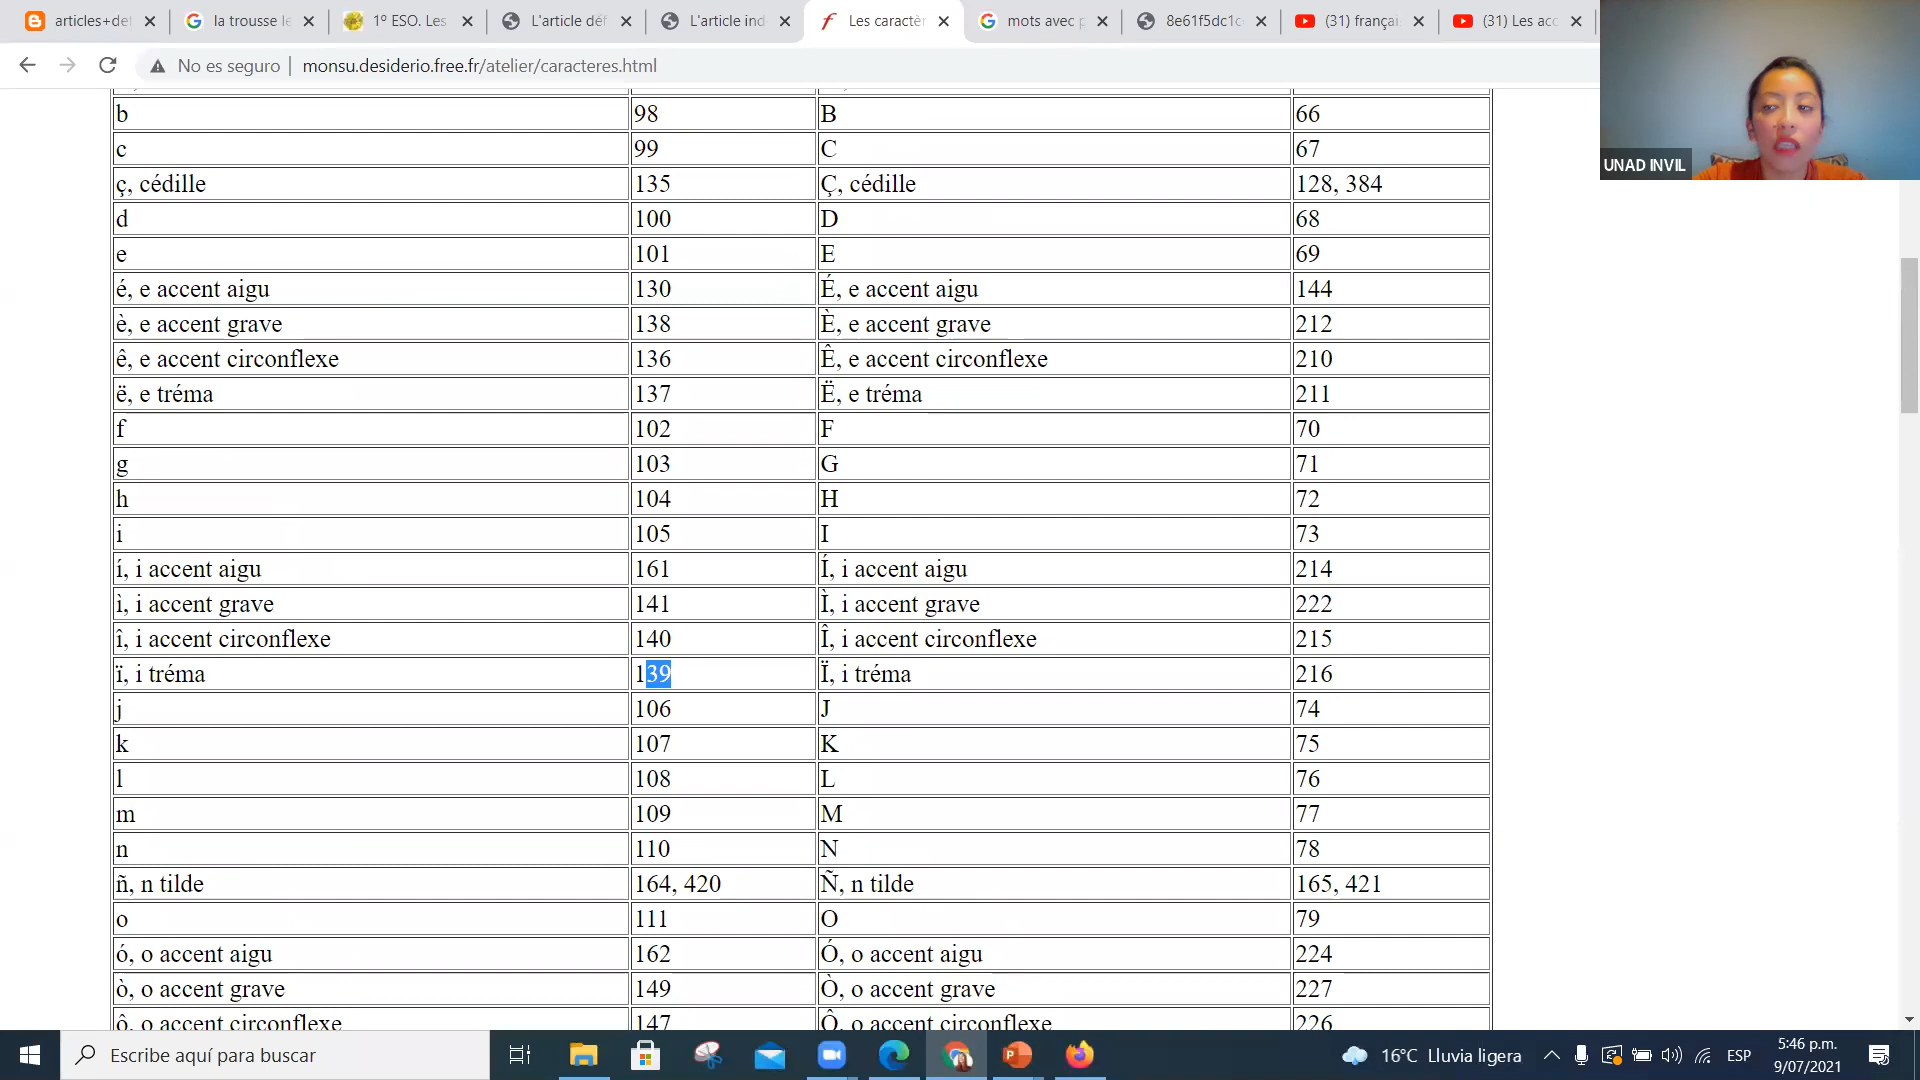 articles+def
la trousse le
1º ESO. Les
L'article déf
L'article ind
Les caractèr
mots avec p
8e61f5dc1c
(31) françai
(31) Les acc
No es seguro | monsu.desiderio.free.fr/atelier/caracteres.html
UNAD INVIL
b 98 B 66
c 99 C 67
ç, cédille 135 Ç, cédille 128, 384
d 100 D 68
e 101 E 69
é, e accent aigu 130 É, e accent aigu 144
è, e accent grave 138 È, e accent grave 212
ê, e accent circonflexe 136 Ê, e accent circonflexe 210
ë, e tréma 137 Ë, e tréma 211
f 102 F 70
g 103 G 71
h 104 H 72
i 105 I 73
í, i accent aigu 161 Í, i accent aigu 214
ì, i accent grave 141 Ì, i accent grave 222
î, i accent circonflexe 140 Î, i accent circonflexe 215
ï, i tréma 139 Ï, i tréma 216
j 106 J 74
k 107 K 75
l 108 L 76
m 109 M 77
n 110 N 78
ñ, n tilde 164, 420 Ñ, n tilde 165, 421
o 111 O 79
ó, o accent aigu 162 Ó, o accent aigu 224
ò, o accent grave 149 Ò, o accent grave 227
ô, o accent circonflexe 147 Ô, o accent circonflexe 226
Escribe aquí para buscar
16°C Lluvia ligera
ESP
5:46 p.m.
9/07/2021